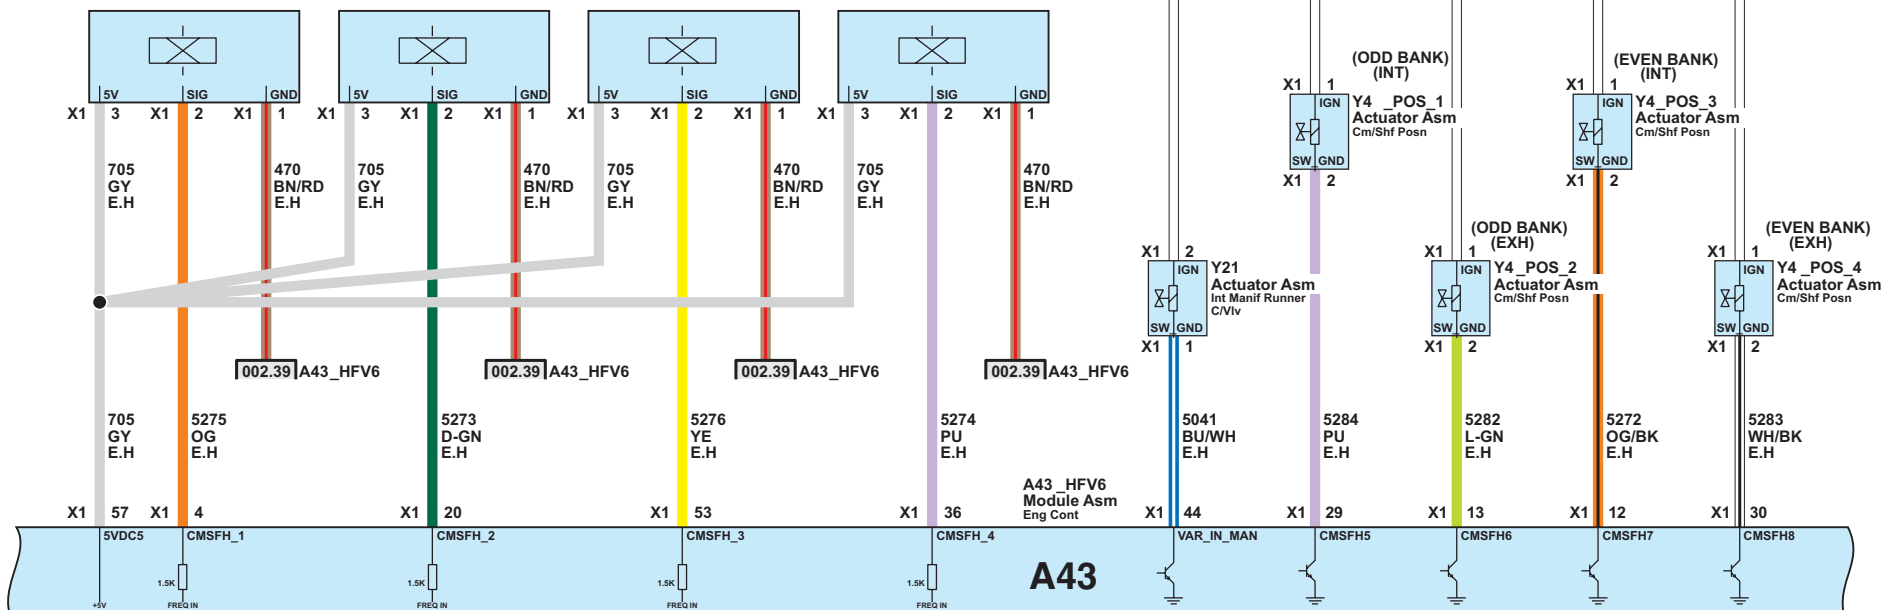 5V SIG GND 5V SIG GND 5V SIG GND 5V SIG GND
X1 3 X1 2 X1 1 X1 3 X1 2 X1 1 X1 3 X1 2 X1 1 X1 3 X1 2 X1 1
705 470 705 470 705 470 705 470
GY BN/RD GY BN/RD GY BN/RD GY BN/RD
E.H E.H E.H E.H E.H E.H E.H E.H
002.39 A43_HFV6 002.39 A43_HFV6 002.39 A43_HFV6 002.39 A43_HFV6
705 5275 5273 5276 5274
GY OG D-GN YE PU
E.H E.H E.H E.H E.H
X1 57 X1 4 X1 20 X1 53 X1 36
5VDC5 CMSFH_1 CMSFH_2 CMSFH_3 CMSFH_4
1.5K 1.5K 1.5K 1.5K
+5V FREQ IN FREQ IN FREQ IN FREQ IN
A43_HFV6
Module Asm
Eng Cont
A43
(ODD BANK)
(INT)
X1 1
IGN
Y4_POS_1
Actuator Asm
Cm/Shf Posn
SW GND
X1 2
(EVEN BANK)
(INT)
X1 1
IGN
Y4_POS_3
Actuator Asm
Cm/Shf Posn
SW GND
X1 2
X1 2
IGN
Y21
Actuator Asm
Int Manif Runner
C/Vlv
SW GND
X1 1
(ODD BANK)
(EXH)
X1 1
IGN
Y4_POS_2
Actuator Asm
Cm/Shf Posn
SW GND
X1 2
(EVEN BANK)
(EXH)
X1 1
IGN
Y4_POS_4
Actuator Asm
Cm/Shf Posn
SW GND
X1 2
5041 5284 5282 5272 5283
BU/WH PU L-GN OG/BK WH/BK
E.H E.H E.H E.H E.H
X1 44 X1 29 X1 13 X1 12 X1 30
VAR_IN_MAN CMSFH5 CMSFH6 CMSFH7 CMSFH8